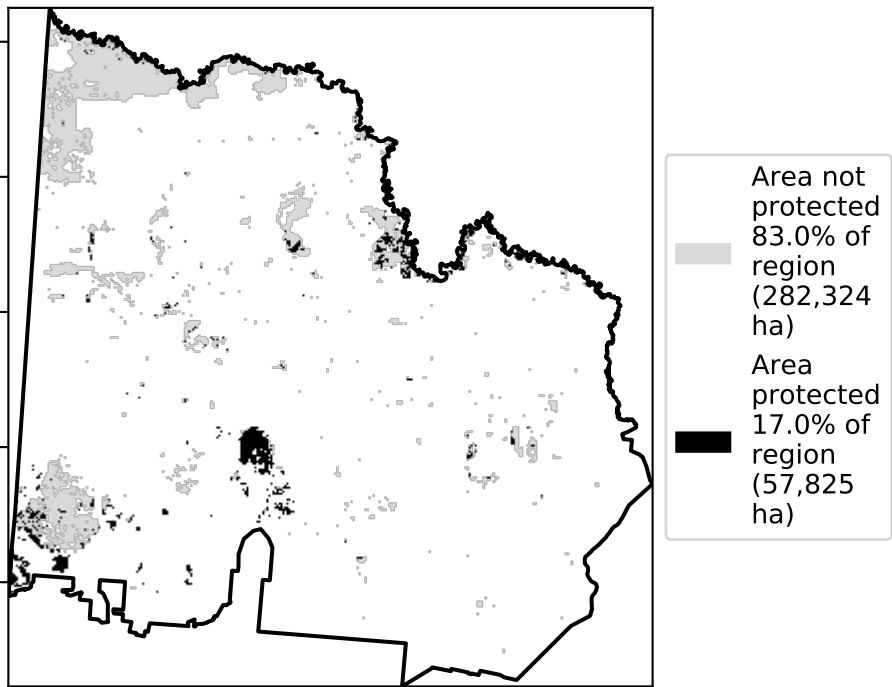 Area not
protected
83.0% of
region
(282,324
ha)
Area
protected
17.0% of
region
(57,825
ha)